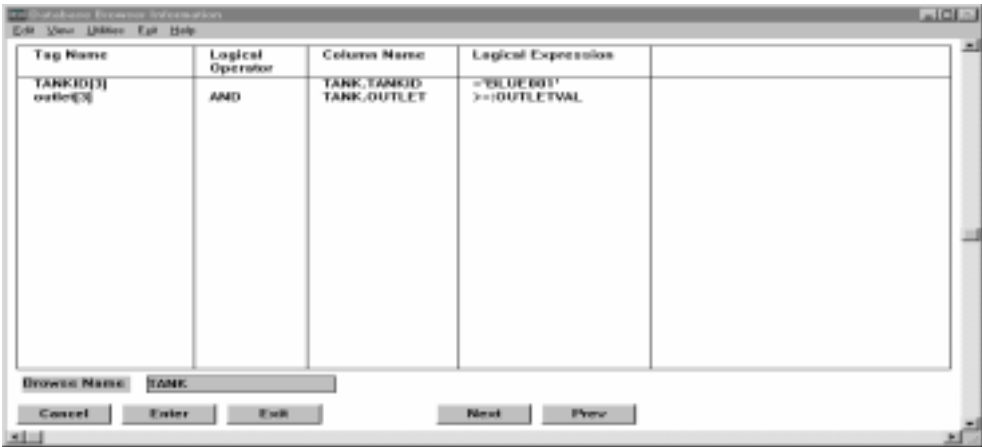 Database Browser Information
Edit View Utilities Exit Help
Tag Name Logical Operator Column Name Logical Expression
TANKID[3] TANK.TANKID ='BLUE001'
outlet[3] AND TANK.OUTLET >=:OUTLETVAL
Browse Name: TANK
Cancel Enter Exit Next Prev